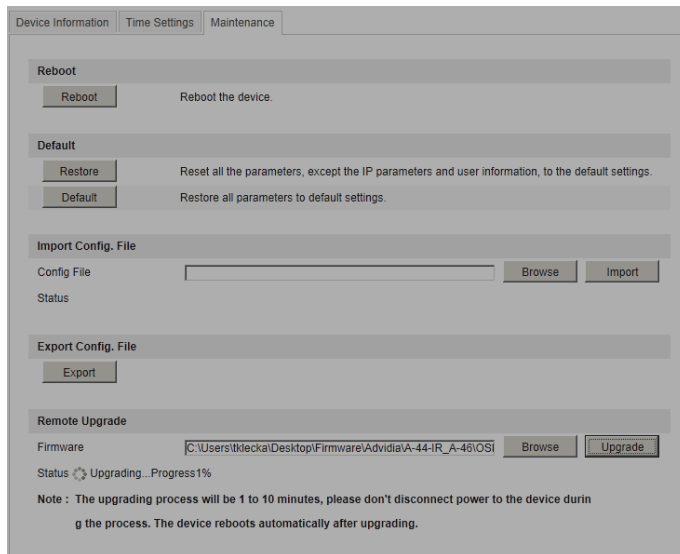 Device Information Time Settings Maintenance
Reboot
Reboot Reboot the device.
Default
Restore Reset all the parameters, except the IP parameters and user information, to the default settings.
Default Restore all parameters to default settings.
Import Config. File
Config File Browse Import
Status
Export Config. File
Export
Remote Upgrade
Firmware C:\Users\tklecka\Desktop\Firmware\Advidia\A-44-IR_A-46\OSI Browse Upgrade
Status Upgrading...Progress1%
Note : The upgrading process will be 1 to 10 minutes, please don't disconnect power to the device durin
g the process. The device reboots automatically after upgrading.